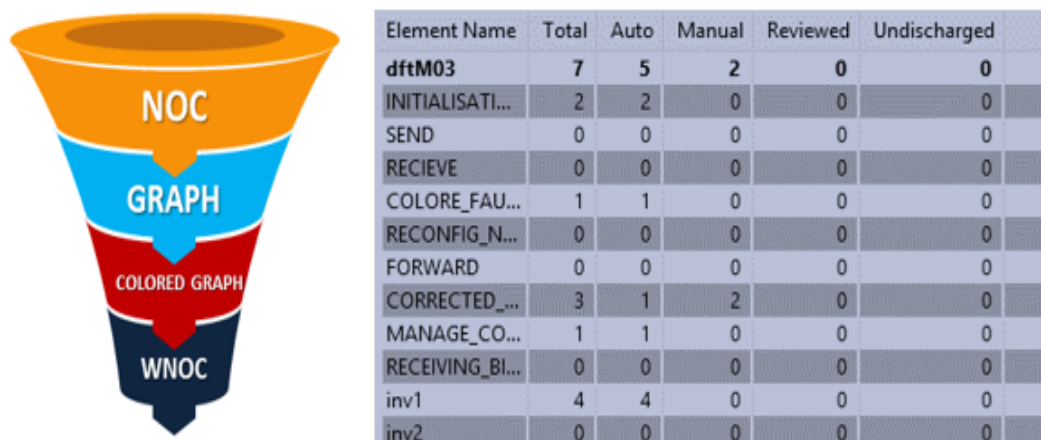 NOC
GRAPH
COLORED GRAPH
WNOC
Element Name Total Auto Manual Reviewed Undischarged
dftM03 7 5 2 0 0
INITIALISATI... 2 2 0 0 0
SEND 0 0 0 0 0
RECIEVE 0 0 0 0 0
COLORE_FAU... 1 1 0 0 0
RECONFIG_N... 0 0 0 0 0
FORWARD 0 0 0 0 0
CORRECTED_... 3 1 2 0 0
MANAGE_CO... 1 1 0 0 0
RECEIVING_BI... 0 0 0 0 0
inv1 4 4 0 0 0
inv2 0 0 0 0 0